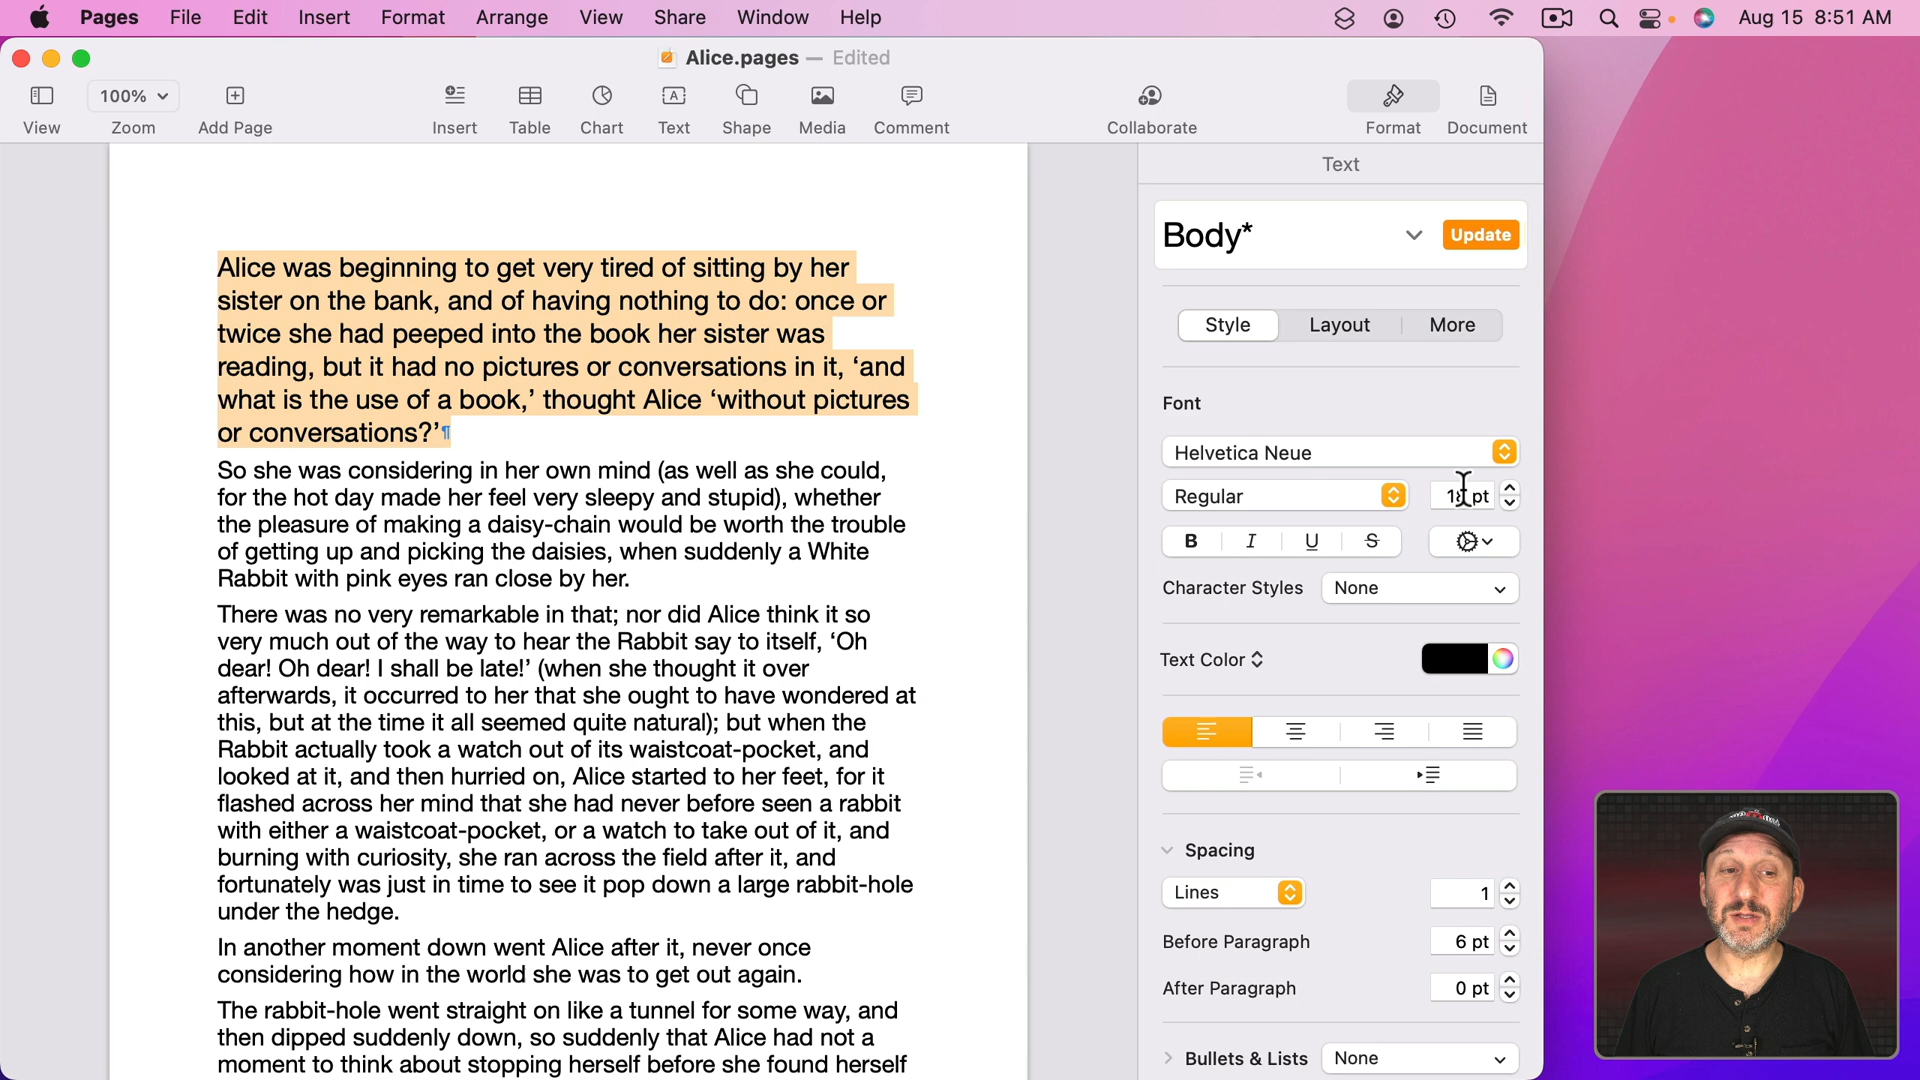 Pages File Edit Insert Format Arrange View Share Window Help Aug 15 8:51 AM
Alice.pages — Edited
100%
View Zoom Add Page Insert Table Chart Text Shape Media Comment Collaborate Format Document
Text
Body* Update
Style Layout More
Font
Helvetica Neue
Regular pt
B I U S
Character Styles None
Text Color
Spacing
Lines 1
Before Paragraph 6 pt
After Paragraph 0 pt
Bullets & Lists None
Alice was beginning to get very tired of sitting by her
sister on the bank, and of having nothing to do: once or
twice she had peeped into the book her sister was
reading, but it had no pictures or conversations in it, ‘and
what is the use of a book,’ thought Alice ‘without pictures
or conversations?’¶
So she was considering in her own mind (as well as she could,
for the hot day made her feel very sleepy and stupid), whether
the pleasure of making a daisy-chain would be worth the trouble
of getting up and picking the daisies, when suddenly a White
Rabbit with pink eyes ran close by her.
There was no very remarkable in that; nor did Alice think it so
very much out of the way to hear the Rabbit say to itself, ‘Oh
dear! Oh dear! I shall be late!’ (when she thought it over
afterwards, it occurred to her that she ought to have wondered at
this, but at the time it all seemed quite natural); but when the
Rabbit actually took a watch out of its waistcoat-pocket, and
looked at it, and then hurried on, Alice started to her feet, for it
flashed across her mind that she had never before seen a rabbit
with either a waistcoat-pocket, or a watch to take out of it, and
burning with curiosity, she ran across the field after it, and
fortunately was just in time to see it pop down a large rabbit-hole
under the hedge.
In another moment down went Alice after it, never once
considering how in the world she was to get out again.
The rabbit-hole went straight on like a tunnel for some way, and
then dipped suddenly down, so suddenly that Alice had not a
moment to think about stopping herself before she found herself